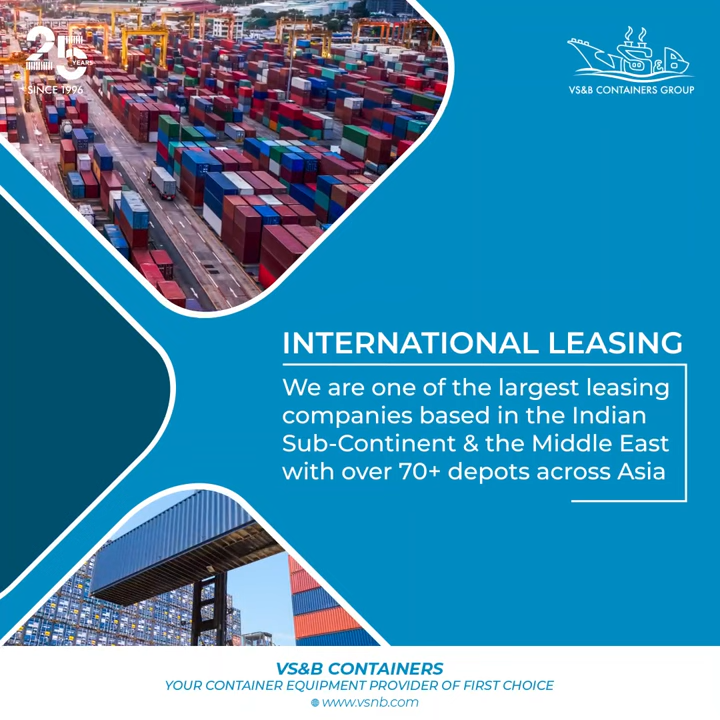 25 YEARS
SINCE 1996
VS&B
VS&B CONTAINERS GROUP
INTERNATIONAL LEASING
We are one of the largest leasing
companies based in the Indian
Sub-Continent & the Middle East
with over 70+ depots across Asia
VS&B CONTAINERS
YOUR CONTAINER EQUIPMENT PROVIDER OF FIRST CHOICE
www.vsnb.com